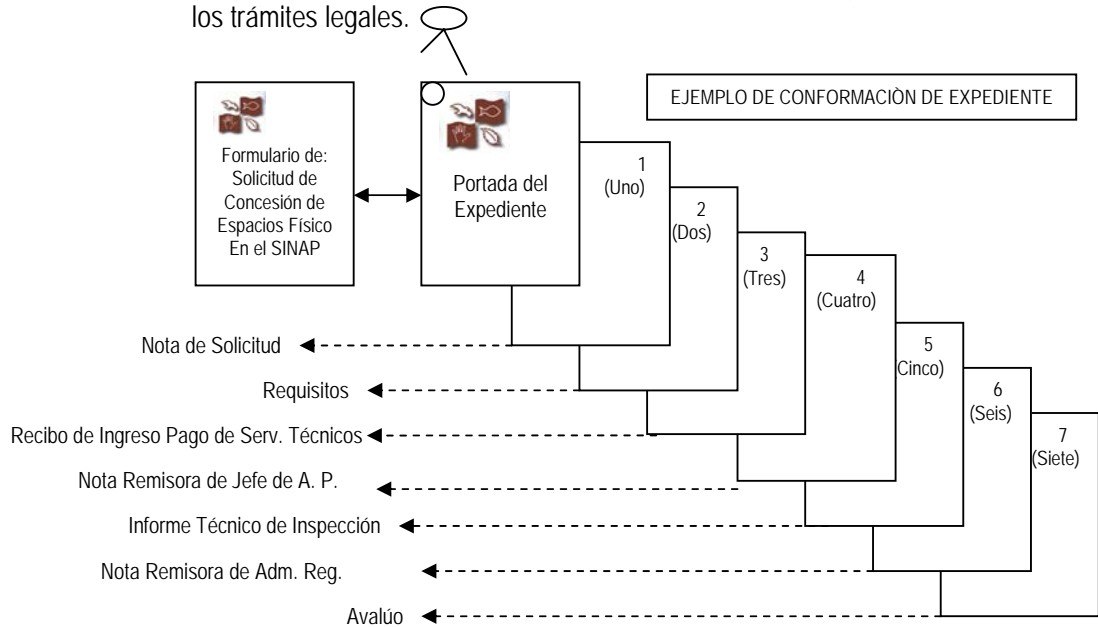 los trámites legales.
EJEMPLO DE CONFORMACIÒN DE EXPEDIENTE
Formulario de:
Solicitud de
Concesión de
Espacios Físico
En el SINAP
Portada del
Expediente
1
(Uno)
2
(Dos)
3
(Tres)
4
(Cuatro)
5
Cinco)
6
(Seis)
7
(Siete)
Nota de Solicitud
Requisitos
Recibo de Ingreso Pago de Serv. Técnicos
Nota Remisora de Jefe de A. P.
Informe Técnico de Inspección
Nota Remisora de Adm. Reg.
Avalúo